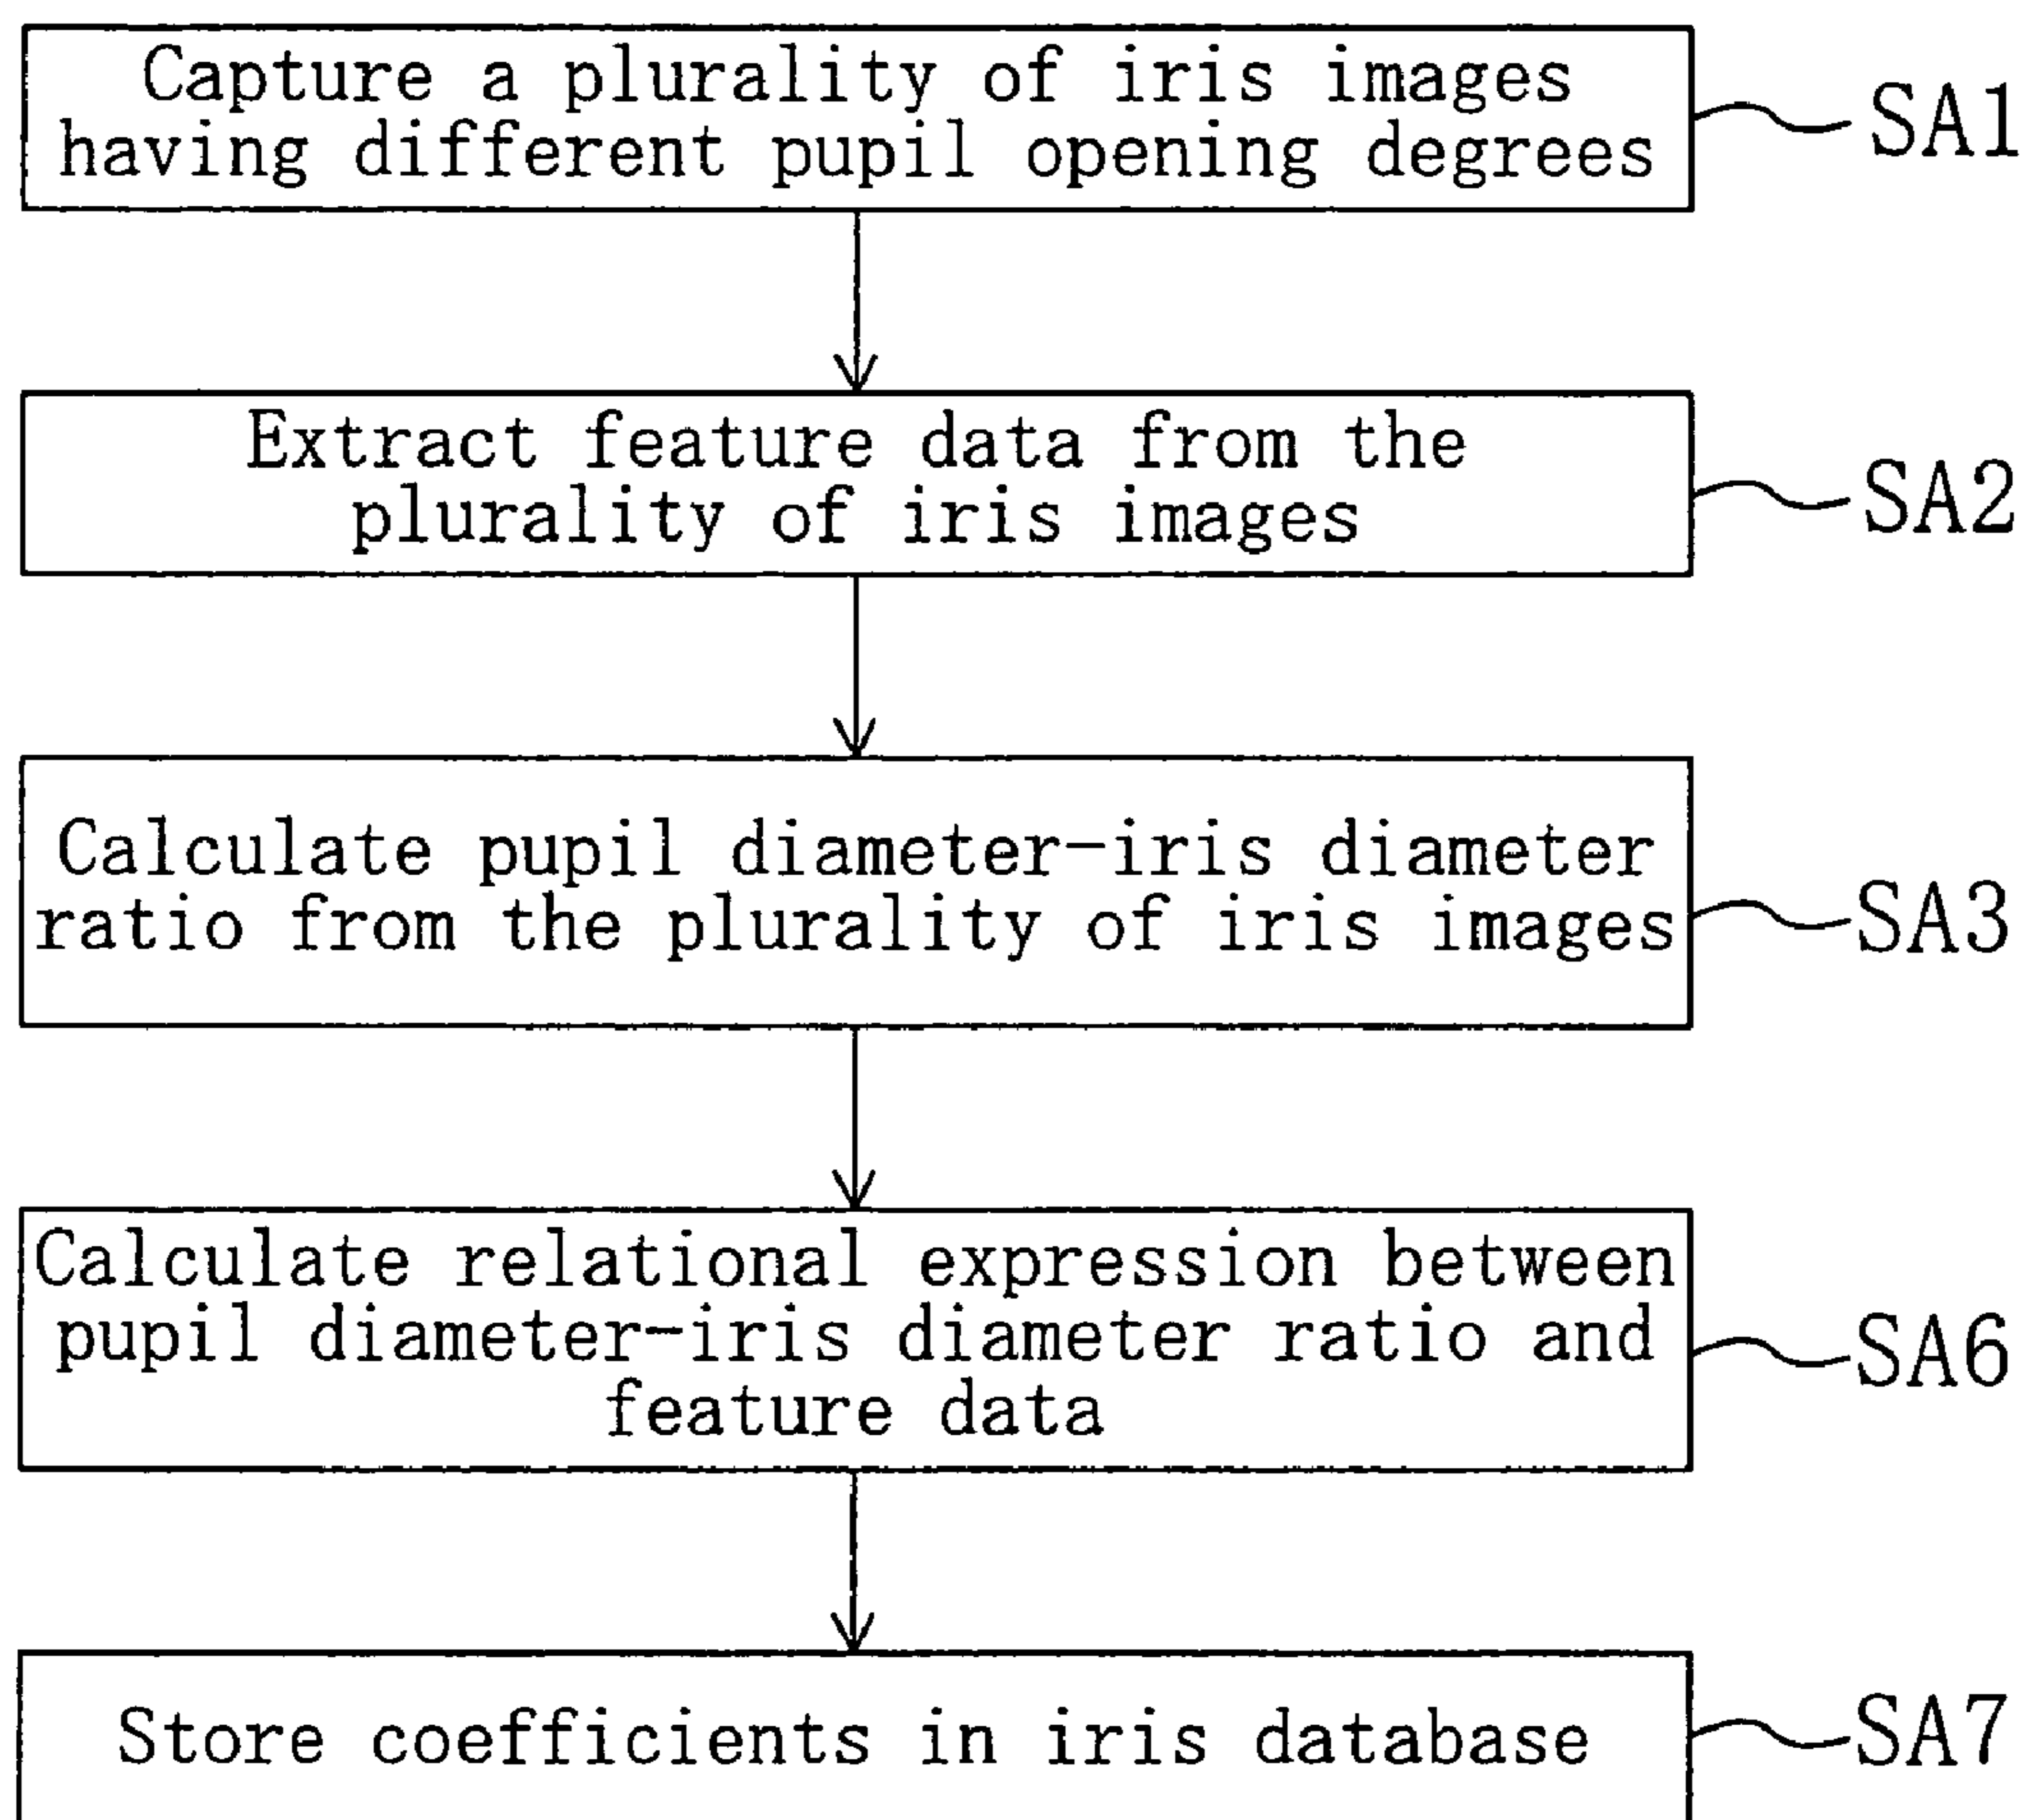 Capture a plurality of iris images
having different pupil opening degrees
SA1
Extract feature data from the
plurality of iris images
SA2
Calculate pupil diameter-iris diameter
ratio from the plurality of iris images
SA3
Calculate relational expression between
pupil diameter-iris diameter ratio and
feature data
SA6
Store coefficients in iris database
SA7